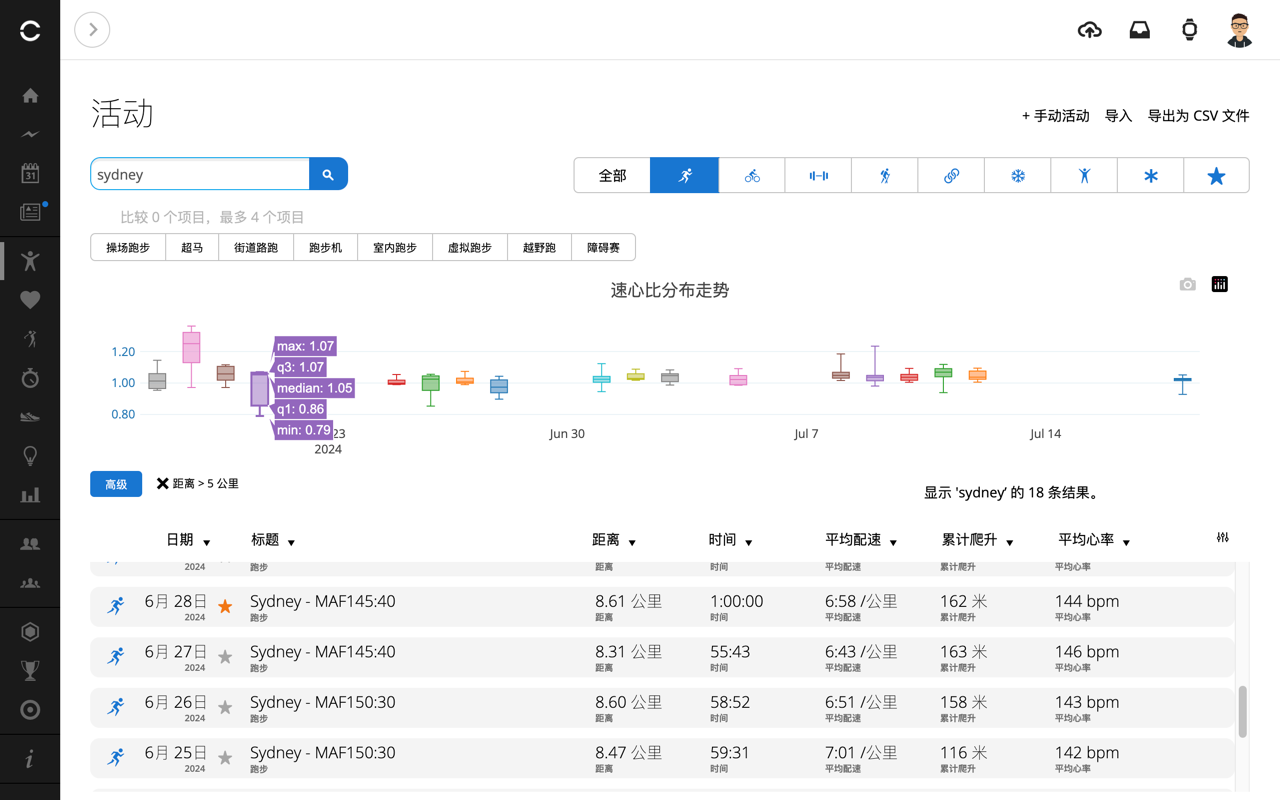 活动
+ 手动活动 导入 导出为 CSV 文件
sydney
全部
31
比较 0 个项目，最多 4 个项目
操场跑步 超马 街道路跑 跑步机 室内跑步 虚拟跑步 越野跑 障碍赛
速心比分布走势
max: 1.07
1.20
q3: 1.07
1.00
median: 1.05
q1: 0.86
0.80
min: 0.79
23 Jun 30 Jul 7 Jul 14
2024
高级 距离 > 5 公里
显示 'sydney' 的 18 条结果。
日期 标题 距离 时间 平均配速 累计爬升 平均心率
2024 跑步 距离 时间 平均配速 累计爬升 平均心率
6月 28日 Sydney - MAF145:40 8.61 公里 1:00:00 6:58 /公里 162 米 144 bpm
2024 跑步 距离 时间 平均配速 累计爬升 平均心率
6月 27日 Sydney - MAF145:40 8.31 公里 55:43 6:43 /公里 163 米 146 bpm
2024 跑步 距离 时间 平均配速 累计爬升 平均心率
6月 26日 Sydney - MAF150:30 8.60 公里 58:52 6:51 /公里 158 米 143 bpm
2024 跑步 距离 时间 平均配速 累计爬升 平均心率
6月 25日 Sydney - MAF150:30 8.47 公里 59:31 7:01 /公里 116 米 142 bpm
2024 跑步 距离 时间 平均配速 累计爬升 平均心率